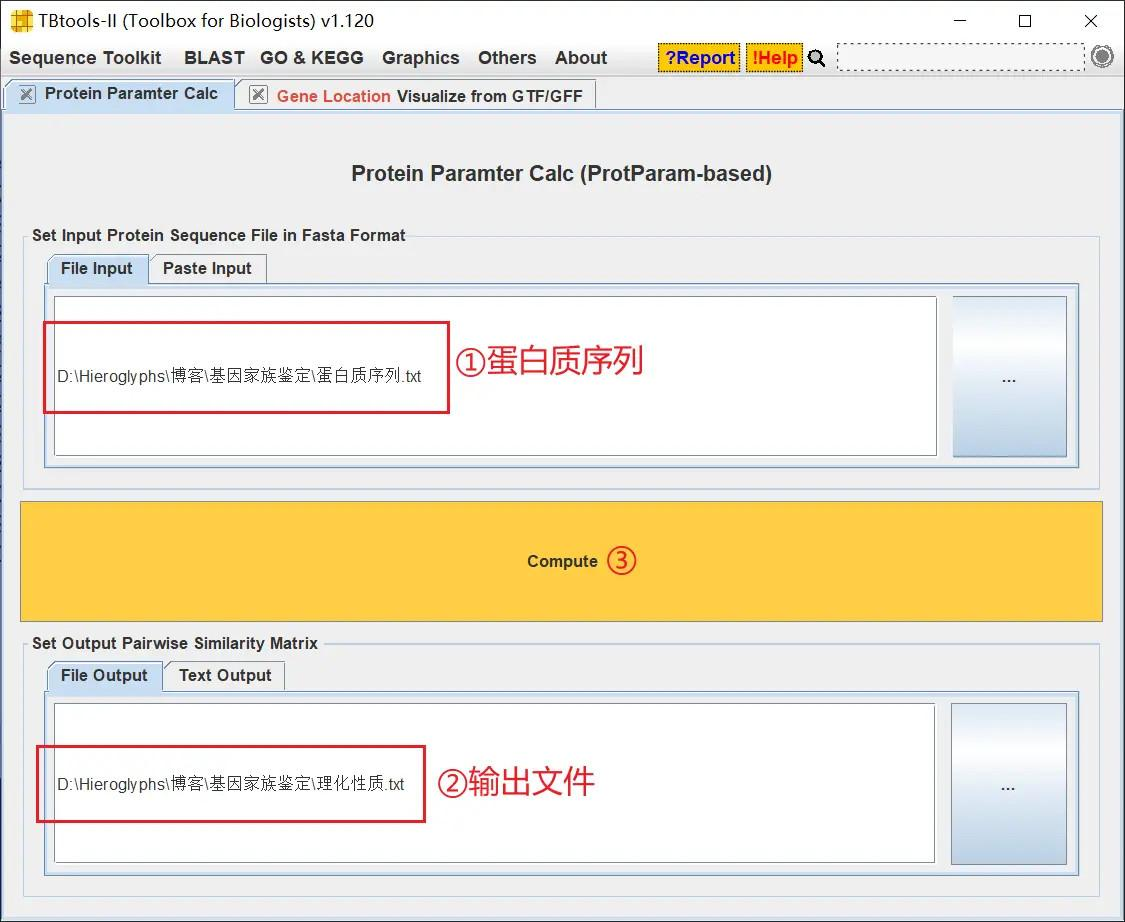 TBtools-II (Toolbox for Biologists) v1.120
Sequence Toolkit BLAST GO & KEGG Graphics Others About ?Report !Help
Protein Paramter Calc Gene Location Visualize from GTF/GFF
Protein Paramter Calc (ProtParam-based)
Set Input Protein Sequence File in Fasta Format
File Input Paste Input
D:\Hieroglyphs\博客\基因家族鉴定\蛋白质序列.txt ①蛋白质序列 ...
Compute ③
Set Output Pairwise Similarity Matrix
File Output Text Output
D:\Hieroglyphs\博客\基因家族鉴定\理化性质.txt ②输出文件 ...